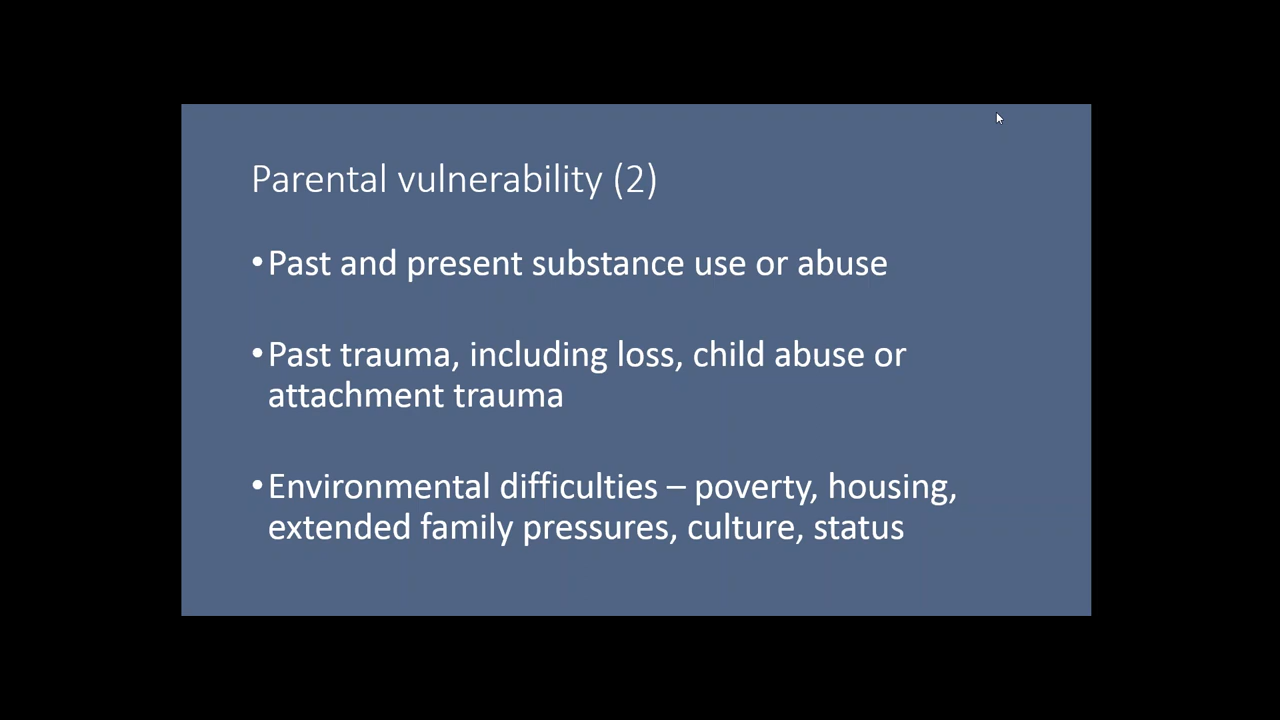 Parental vulnerability (2)
•Past and present substance use or abuse
•Past trauma, including loss, child abuse or
attachment trauma
•Environmental difficulties – poverty, housing,
extended family pressures, culture, status